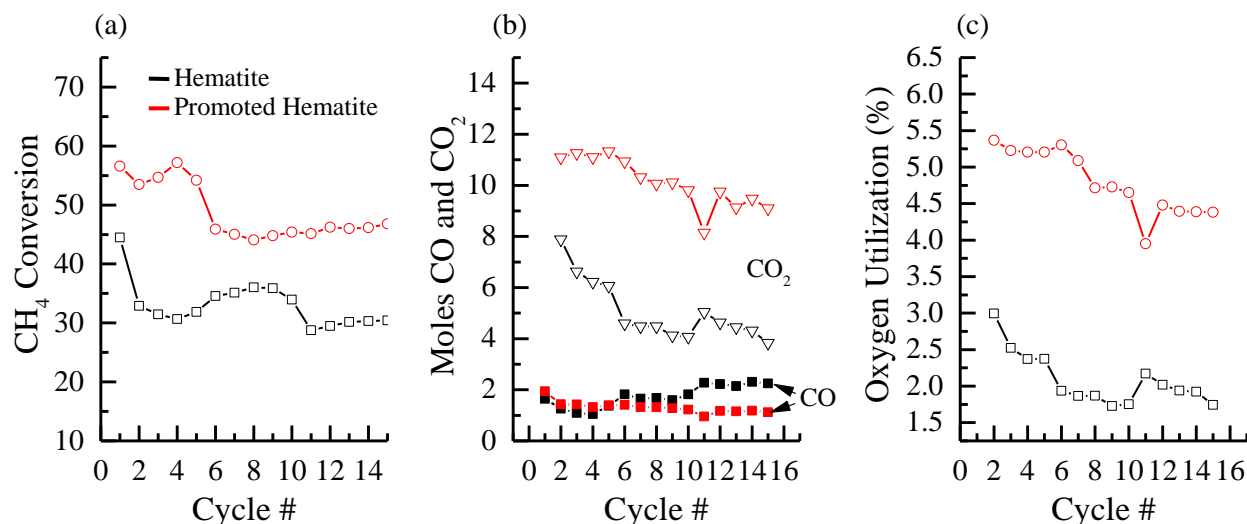 (a)
CH4 Conversion
70
60
50
40
30
20
10
Hematite
Promoted Hematite
0 2 4 6 8 10 12 14
Cycle #
(b)
Moles CO and CO2
14
12
10
8
6
4
2
0
CO2
CO
0 2 4 6 8 10 12 14 16
Cycle #
(c)
Oxygen Utilization (%)
6.5
6.0
5.5
5.0
4.5
4.0
3.5
3.0
2.5
2.0
1.5
0 2 4 6 8 10 12 14 16
Cycle #